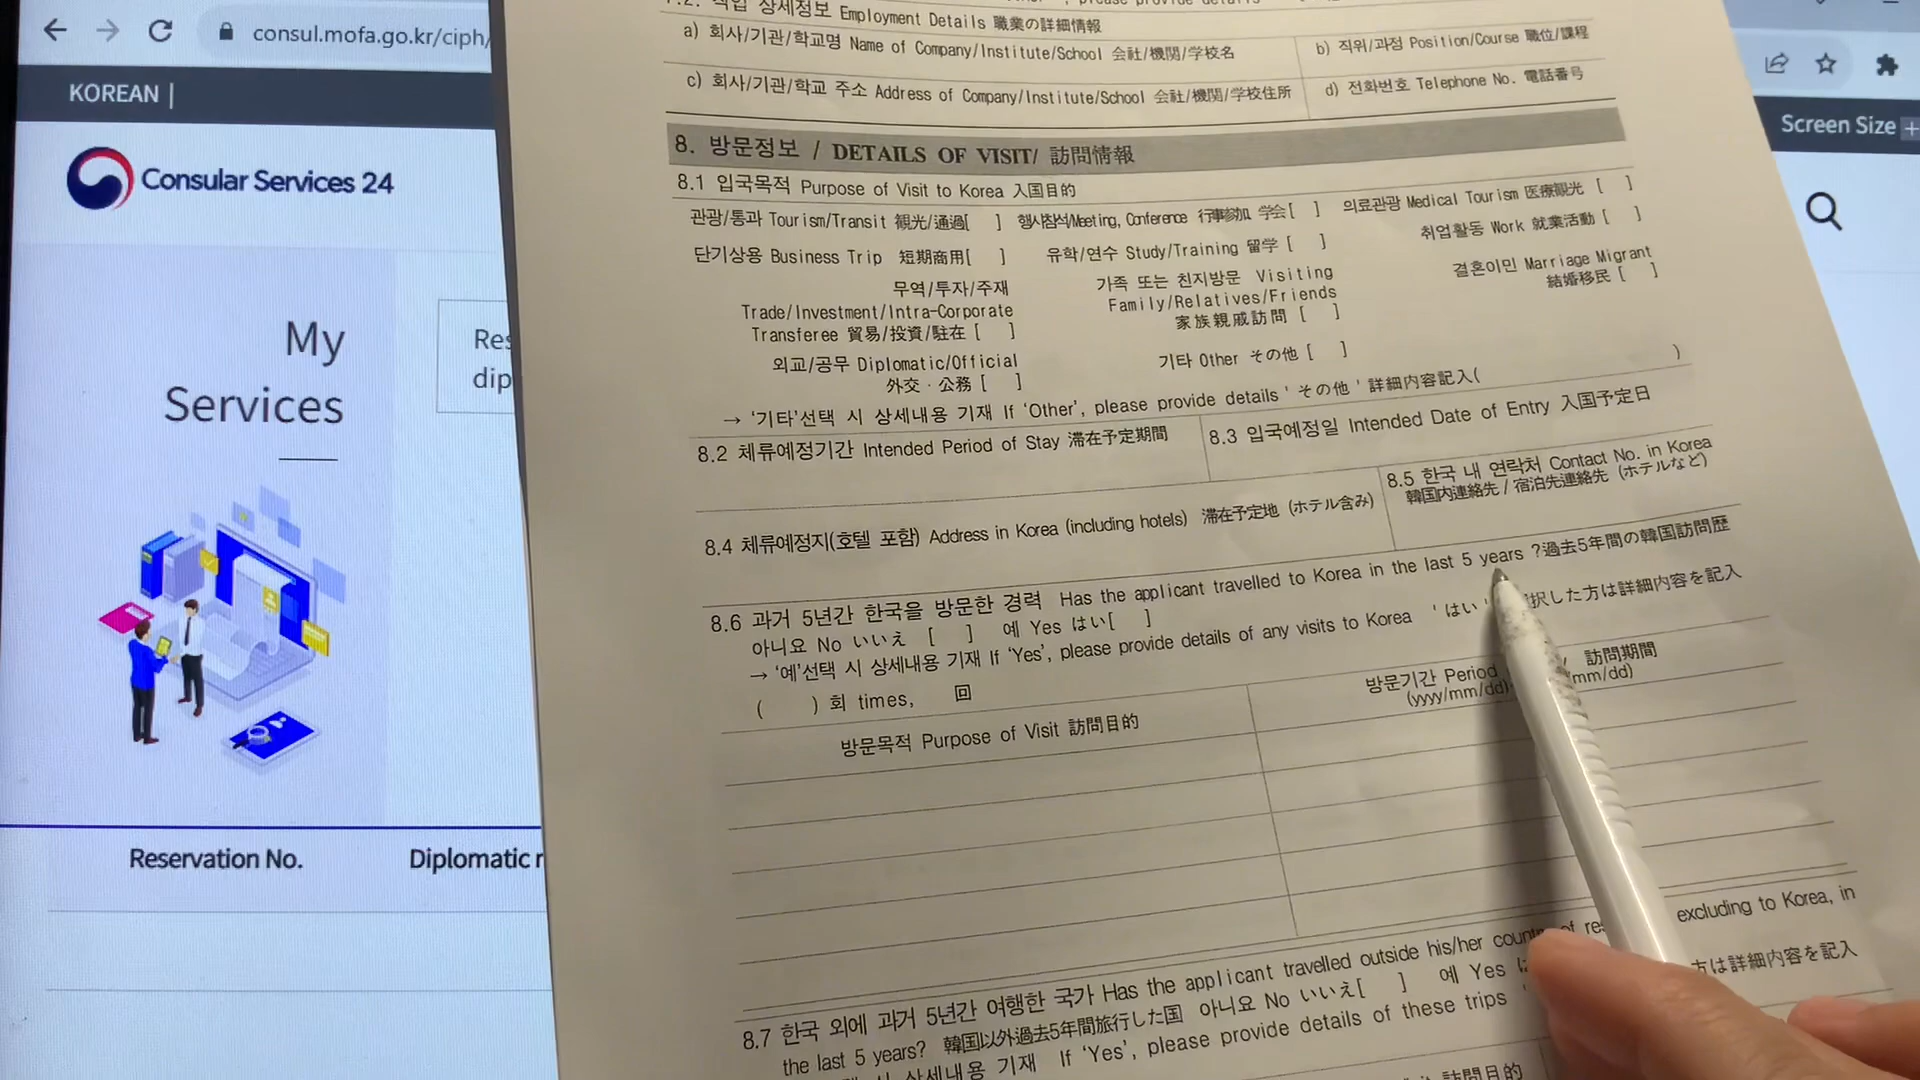 consul.mofa.go.kr/ciph/
KOREAN |
Screen Size
Consular Services 24
My
Services
Res
dip
Reservation No.
Diplomatic r
직업 상세정보 Employment Details 職業の詳細情報
a) 회사/기관/학교명 Name of Company/Institute/School 会社/機関/学校名
b) 직위/과정 Position/Course 職位/課程
c) 회사/기관/학교 주소 Address of Company/Institute/School 会社/機関/学校住所
d) 전화번호 Telephone No. 電話番号
8. 방문정보 / DETAILS OF VISIT/ 訪問情報
8.1 입국목적 Purpose of Visit to Korea 入国目的
관광/통과 Tourism/Transit 観光/通過[ ] 행사참석/Meeting, Conference 行事参加 学会[ ] 의료관광 Medical Tourism 医療観光 [ ]
단기상용 Business Trip 短期商用[ ] 유학/연수 Study/Training 留学 [ ] 취업활동 Work 就業活動 [ ]
무역/투자/주재
Trade/Investment/Intra-Corporate
Transferee 貿易/投資/駐在 [ ]
가족 또는 친지방문 Visiting
Family/Relatives/Friends
家族親戚訪問 [ ]
결혼이민 Marriage Migrant
結婚移民 [ ]
외교/공무 Diplomatic/Official
外交・公務 [ ]
기타 Other その他 [ ]
→ ‘기타’선택 시 상세내용 기재 If ‘Other’, please provide details ' その他 ' 詳細内容記入( )
8.2 체류예정기간 Intended Period of Stay 滞在予定期間
8.3 입국예정일 Intended Date of Entry 入国予定日
8.4 체류예정지(호텔 포함) Address in Korea (including hotels) 滞在予定地 (ホテル含み)
8.5 한국 내 연락처 Contact No. in Korea
韓国内連絡先 / 宿泊先連絡先 (ホテルなど)
8.6 과거 5년간 한국을 방문한 경력 Has the applicant travelled to Korea in the last 5 years ?過去5年間の韓国訪問歴
아니요 No いいえ [ ] 예 Yes はい[ ]
→ ‘예’선택 시 상세내용 기재 If ‘Yes’, please provide details of any visits to Korea ' はい ' 択した方は詳細内容を記入
( ) 회 times, 回
방문목적 Purpose of Visit 訪問目的
방문기간 Period / 訪問期間
(yyyy/mm/dd) /mm/dd)
8.7 한국 외에 과거 5년간 여행한 국가 Has the applicant travelled outside his/her country of res excluding to Korea, in
the last 5 years? 韓国以外過去5年間旅行した国 아니요 No いいえ[ ] 예 Yes は
시 상세내용 기재 If ‘Yes’, please provide details of these trips ' 方は詳細内容を記入
訪問目的